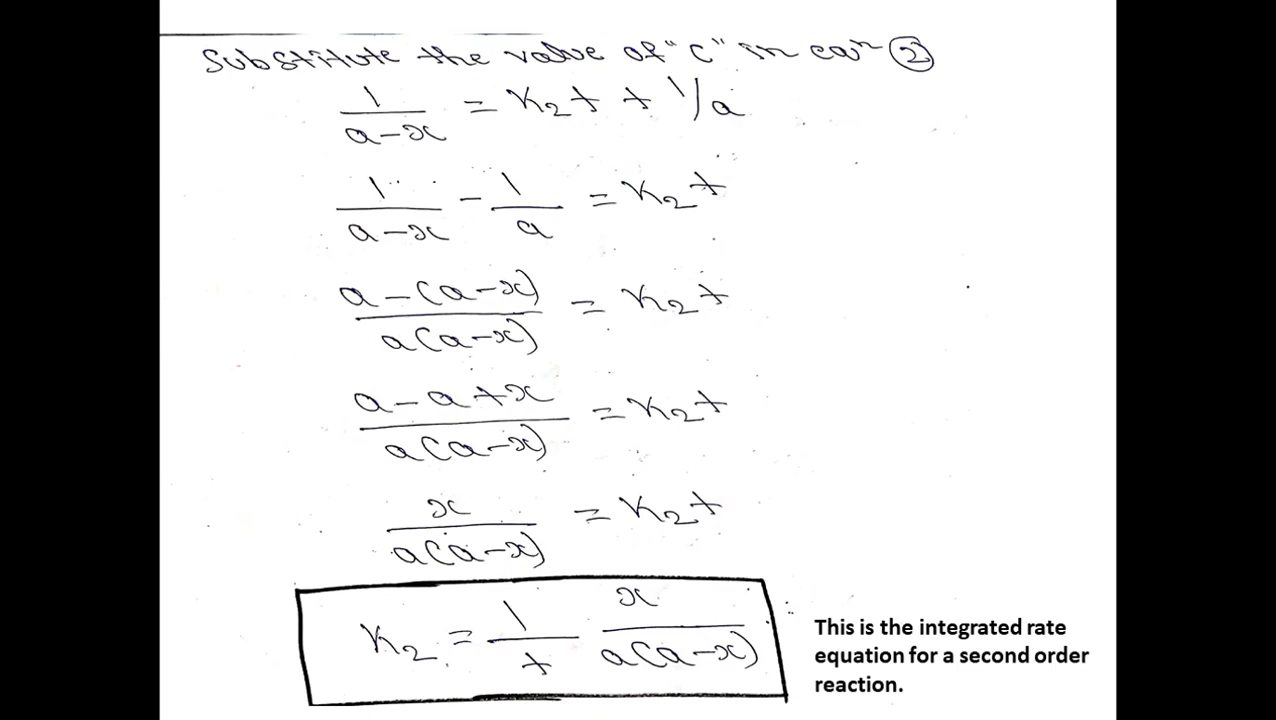 Substitute the value of "C" in eqn ②
1/(a-x) = K₂t + 1/a
1/(a-x) - 1/a = K₂t
(a-(a-x))/(a(a-x)) = K₂t
(a-a+x)/(a(a-x)) = K₂t
x/(a(a-x)) = K₂t
K₂ = 1/t x/(a(a-x))
This is the integrated rate
equation for a second order
reaction.